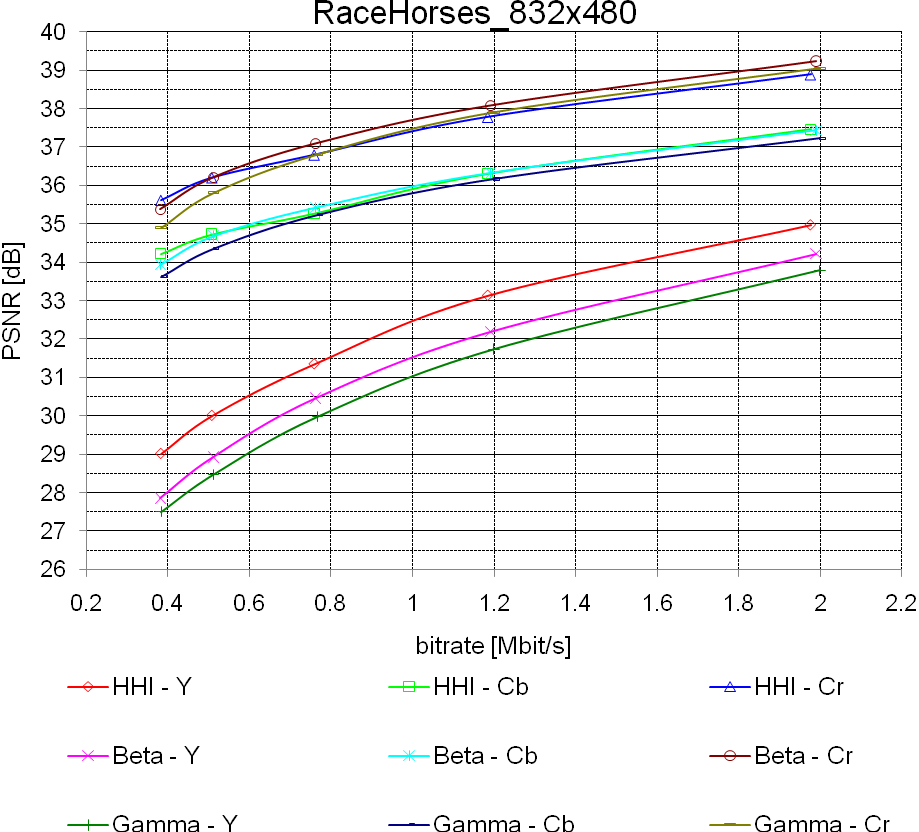 RaceHorses_832x480
40
39
38
37
36
35
34
33
32
31
30
29
28
27
26
PSNR [dB]
0.2 0.4 0.6 0.8 1 1.2 1.4 1.6 1.8 2 2.2
bitrate [Mbit/s]
HHI - Y HHI - Cb HHI - Cr
Beta - Y Beta - Cb Beta - Cr
Gamma - Y Gamma - Cb Gamma - Cr